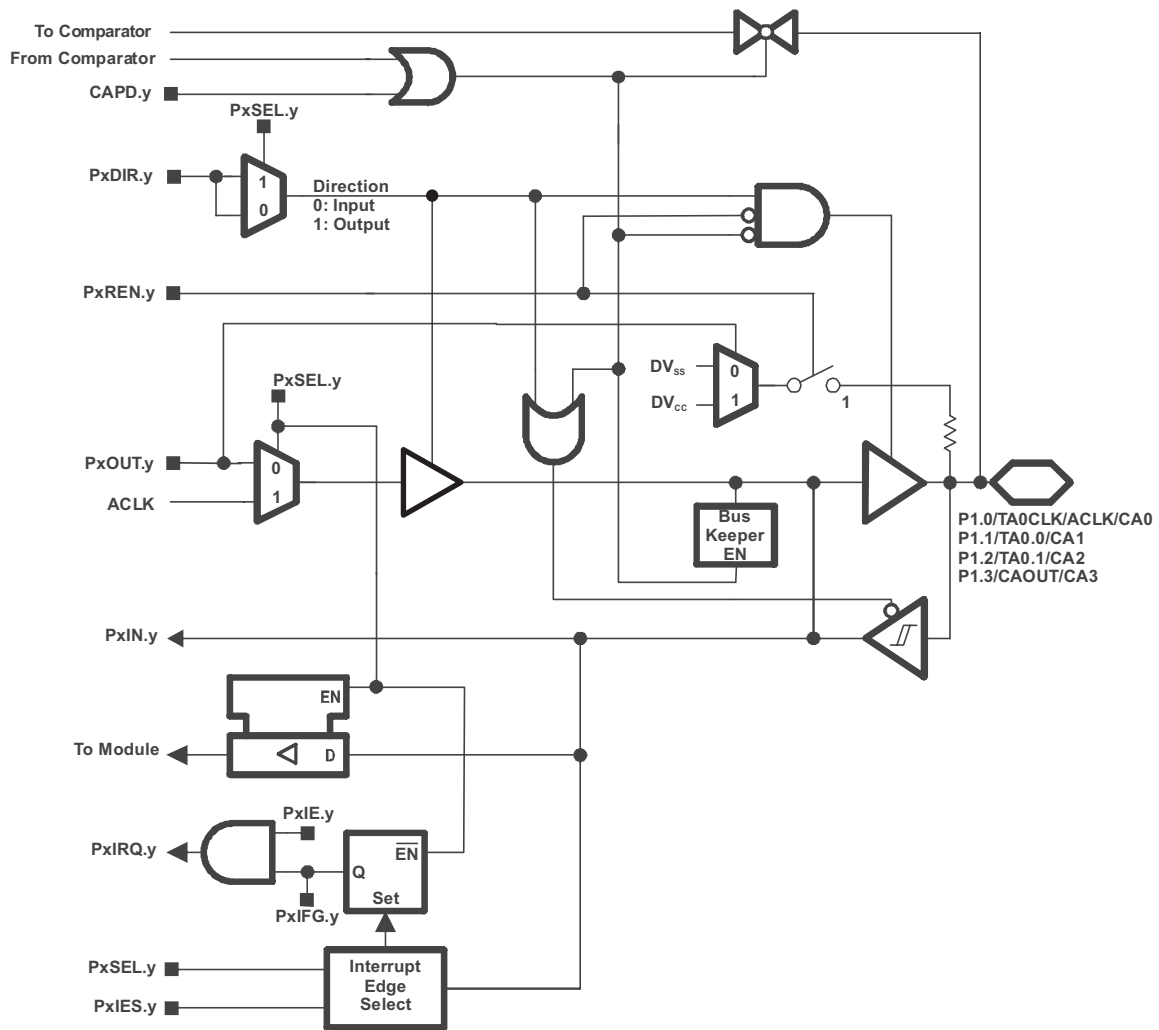 To Comparator
From Comparator
CAPD.y
PxSEL.y
PxDIR.y
1
0
Direction
0: Input
1: Output
PxREN.y
DVSS
0
DVCC
1
1
PxSEL.y
PxOUT.y
0
ACLK
1
Bus
Keeper
EN
P1.0/TA0CLK/ACLK/CA0
P1.1/TA0.0/CA1
P1.2/TA0.1/CA2
P1.3/CAOUT/CA3
PxIN.y
EN
To Module
D
PxIE.y
PxIRQ.y
EN
Q
Set
PxIFG.y
PxSEL.y
PxIES.y
Interrupt
Edge
Select